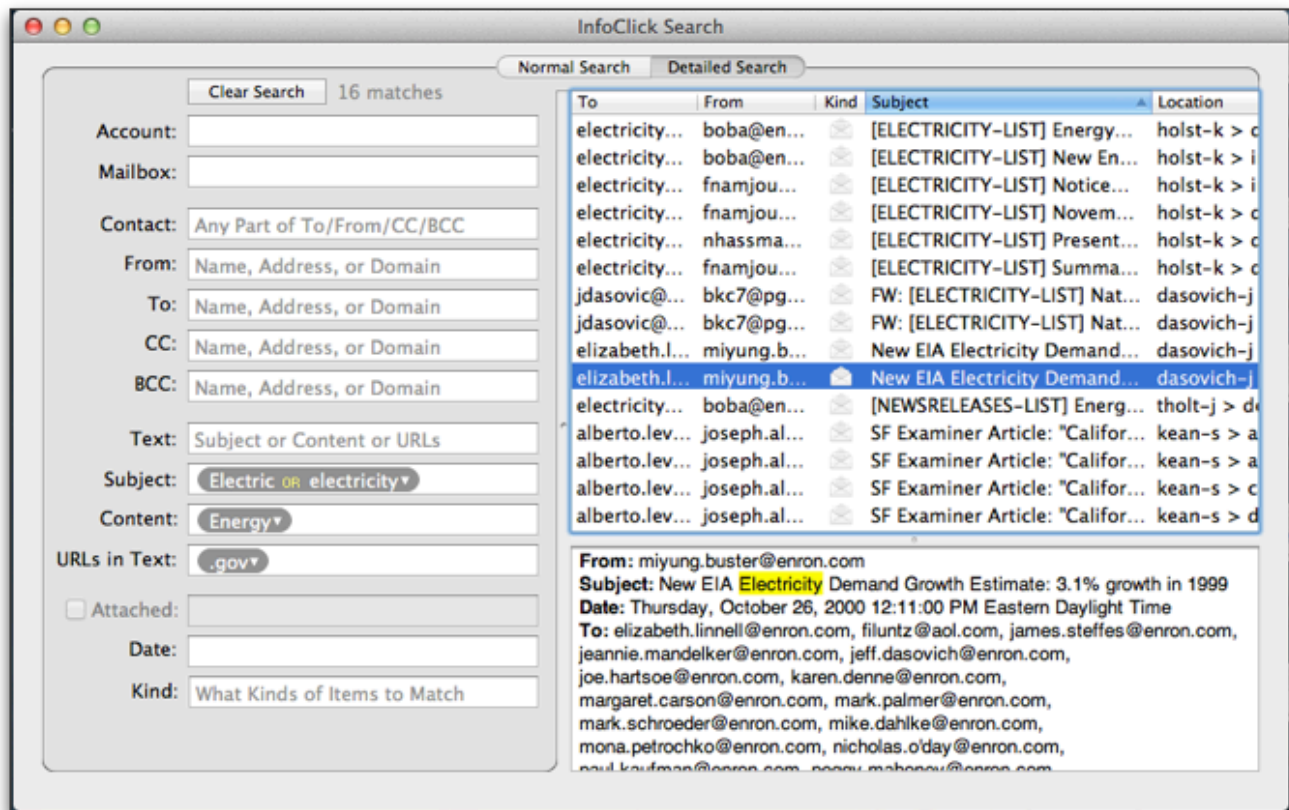 InfoClick Search
Normal Search Detailed Search
Clear Search 16 matches
Account:
Mailbox:
Contact: Any Part of To/From/CC/BCC
From: Name, Address, or Domain
To: Name, Address, or Domain
CC: Name, Address, or Domain
BCC: Name, Address, or Domain
Text: Subject or Content or URLs
Subject: Electric OR electricity
Content: Energy
URLs in Text: .gov
Attached:
Date:
Kind: What Kinds of Items to Match
To From Kind Subject Location
electricity... boba@en... [ELECTRICITY-LIST] Energy... holst-k >
electricity... boba@en... [ELECTRICITY-LIST] New En... holst-k > i
electricity... fnamjou... [ELECTRICITY-LIST] Notice... holst-k > i
electricity... fnamjou... [ELECTRICITY-LIST] Novem... holst-k >
electricity... nhassma... [ELECTRICITY-LIST] Present... holst-k >
electricity... fnamjou... [ELECTRICITY-LIST] Summa... holst-k >
jdasovic@... bkc7@pg... FW: [ELECTRICITY-LIST] Nat... dasovich-j
jdasovic@... bkc7@pg... FW: [ELECTRICITY-LIST] Nat... dasovich-j
elizabeth.l... miyung.b... New EIA Electricity Demand... dasovich-j
elizabeth.l... miyung.b... New EIA Electricity Demand... dasovich-j
electricity... boba@en... [NEWSRELEASES-LIST] Energ... tholt-j > de
alberto.lev... joseph.al... SF Examiner Article: "Califor... kean-s > a
alberto.lev... joseph.al... SF Examiner Article: "Califor... kean-s > a
alberto.lev... joseph.al... SF Examiner Article: "Califor... kean-s > c
alberto.lev... joseph.al... SF Examiner Article: "Califor... kean-s > d
From: miyung.buster@enron.com
Subject: New EIA Electricity Demand Growth Estimate: 3.1% growth in 1999
Date: Thursday, October 26, 2000 12:11:00 PM Eastern Daylight Time
To: elizabeth.linnell@enron.com, filuntz@aol.com, james.steffes@enron.com,
jeannie.mandelker@enron.com, jeff.dasovich@enron.com,
joe.hartsoe@enron.com, karen.denne@enron.com,
margaret.carson@enron.com, mark.palmer@enron.com,
mark.schroeder@enron.com, mike.dahlke@enron.com,
mona.petrochko@enron.com, nicholas.o'day@enron.com,
paul.kaufman@enron.com, peggy.mahoney@enron.com